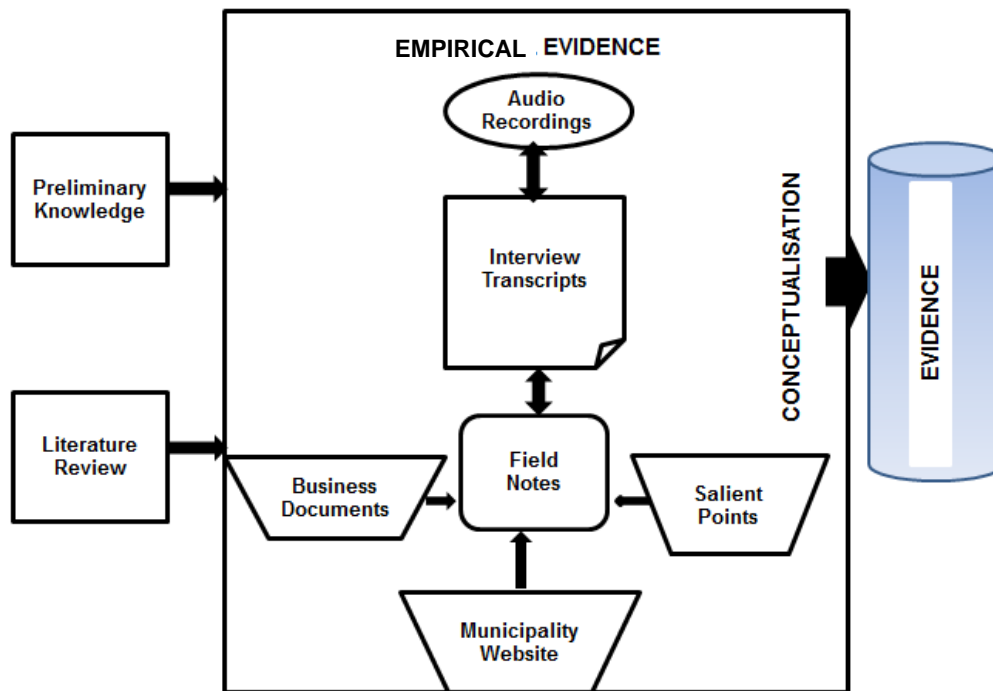 EMPIRICAL EVIDENCE
Audio
Recordings
Preliminary
Knowledge
Interview
Transcripts
CONCEPTUALISATION
EVIDENCE
Literature
Review
Field
Notes
Business
Documents
Salient
Points
Municipality
Website